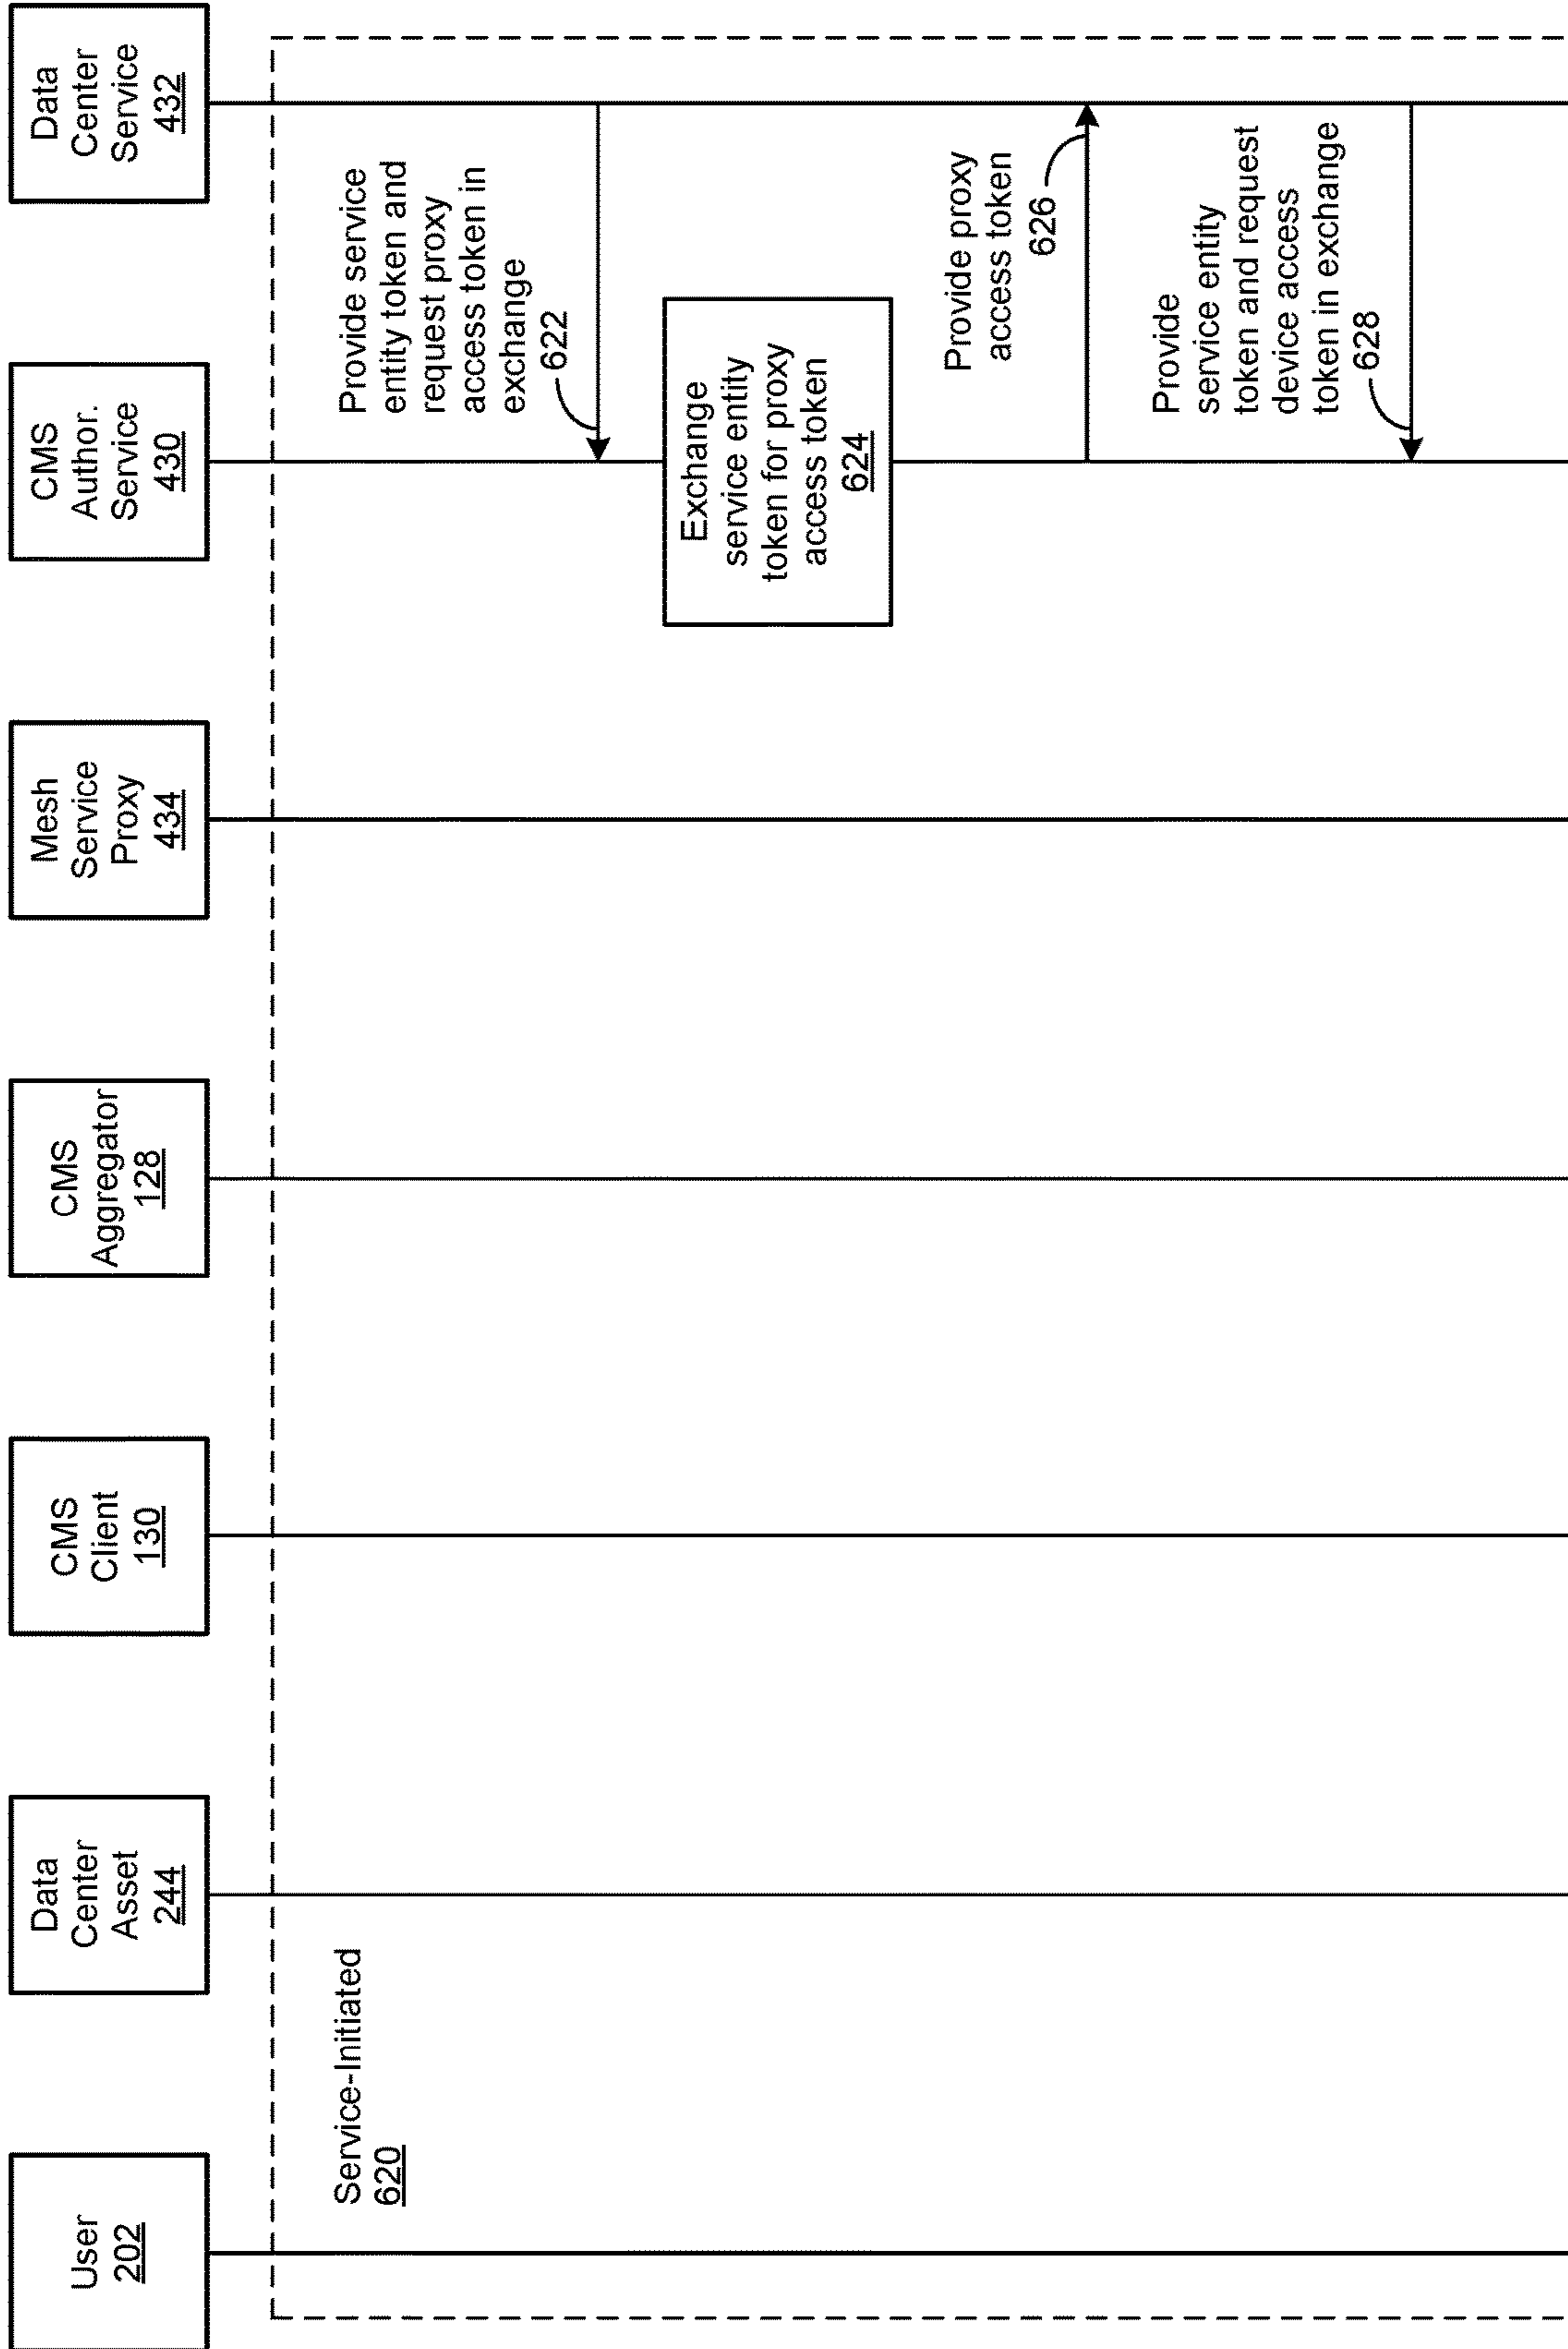 User
202
Data
Center
Asset
244
CMS
Client
130
CMS
Aggregator
128
Mesh
Service
Proxy
434
CMS
Author.
Service
430
Data
Center
Service
432
Service-Initiated
620
Provide service
entity token and
request proxy
access token in
exchange
622
Exchange
service entity
token for proxy
access token
624
Provide proxy
access token
626
Provide
service entity
token and request
device access
token in exchange
628